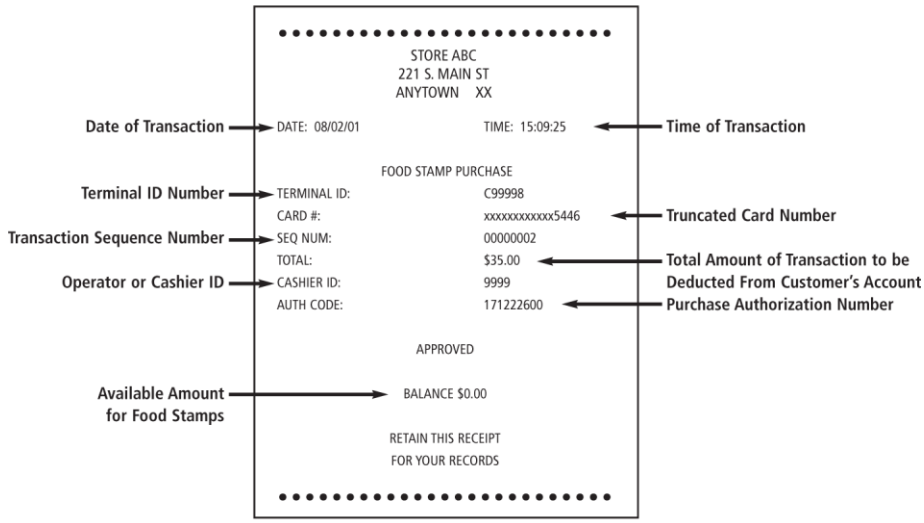 STORE ABC
221 S. MAIN ST
ANYTOWN XX
Date of Transaction DATE: 08/02/01 TIME: 15:09:25 Time of Transaction
FOOD STAMP PURCHASE
Terminal ID Number TERMINAL ID: C99998
CARD #: xxxxxxxxxxxx5446 Truncated Card Number
Transaction Sequence Number SEQ NUM: 00000002
TOTAL: $35.00 Total Amount of Transaction to be
Operator or Cashier ID CASHIER ID: 9999 Deducted From Customer's Account
AUTH CODE: 171222600 Purchase Authorization Number
APPROVED
Available Amount BALANCE $0.00
for Food Stamps
RETAIN THIS RECEIPT
FOR YOUR RECORDS